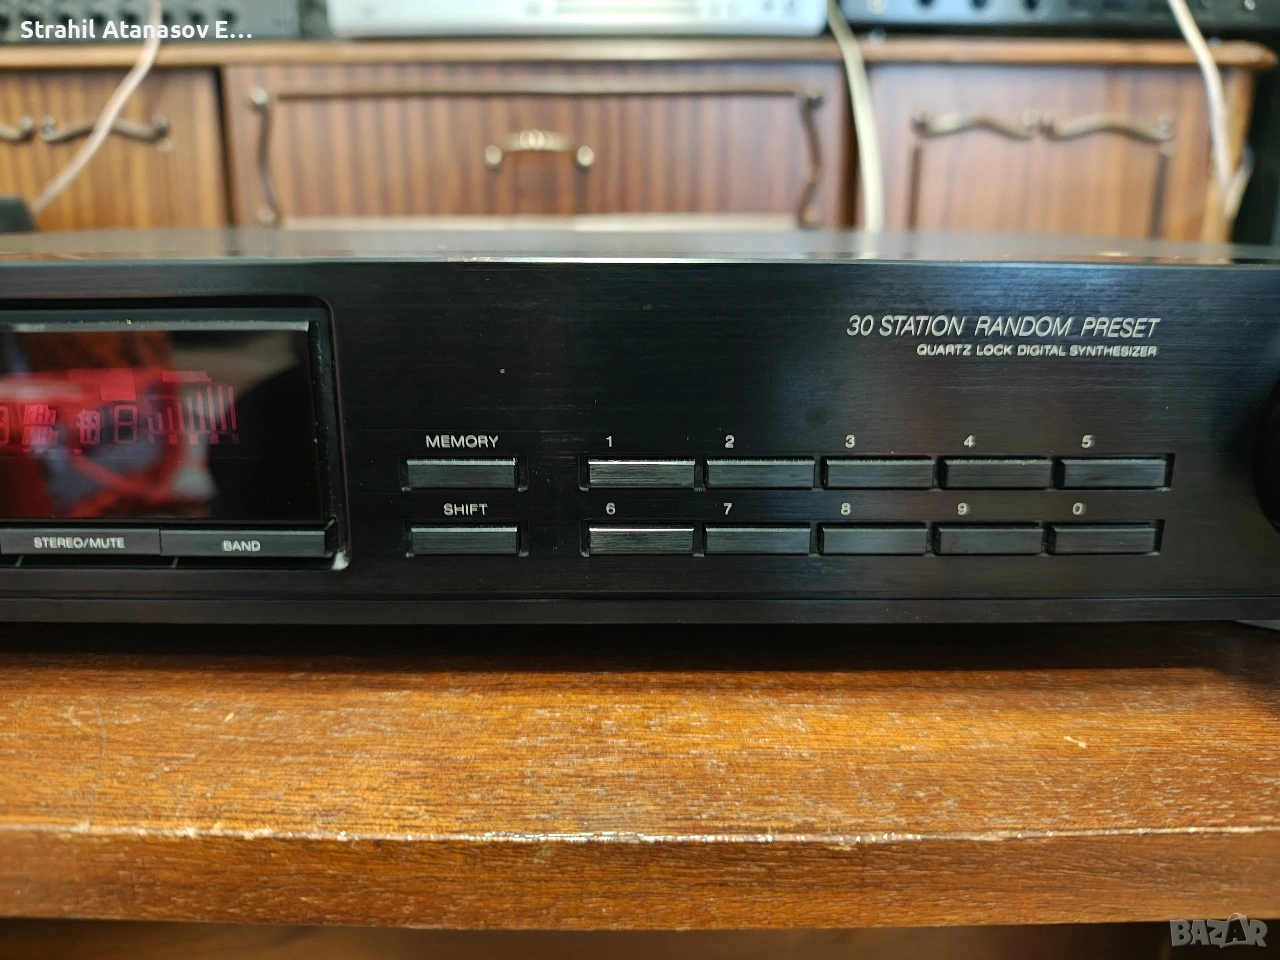 Strahil Atanasov E...
30 STATION RANDOM PRESET
QUARTZ LOCK DIGITAL SYNTHESIZER
MEMORY 1 2 3 4 5
SHIFT 6 7 8 9 0
STEREO/MUTE BAND
BAZAR